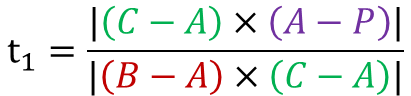 t₁ = |(C − A) × (A − P)| / |(B − A) × (C − A)|